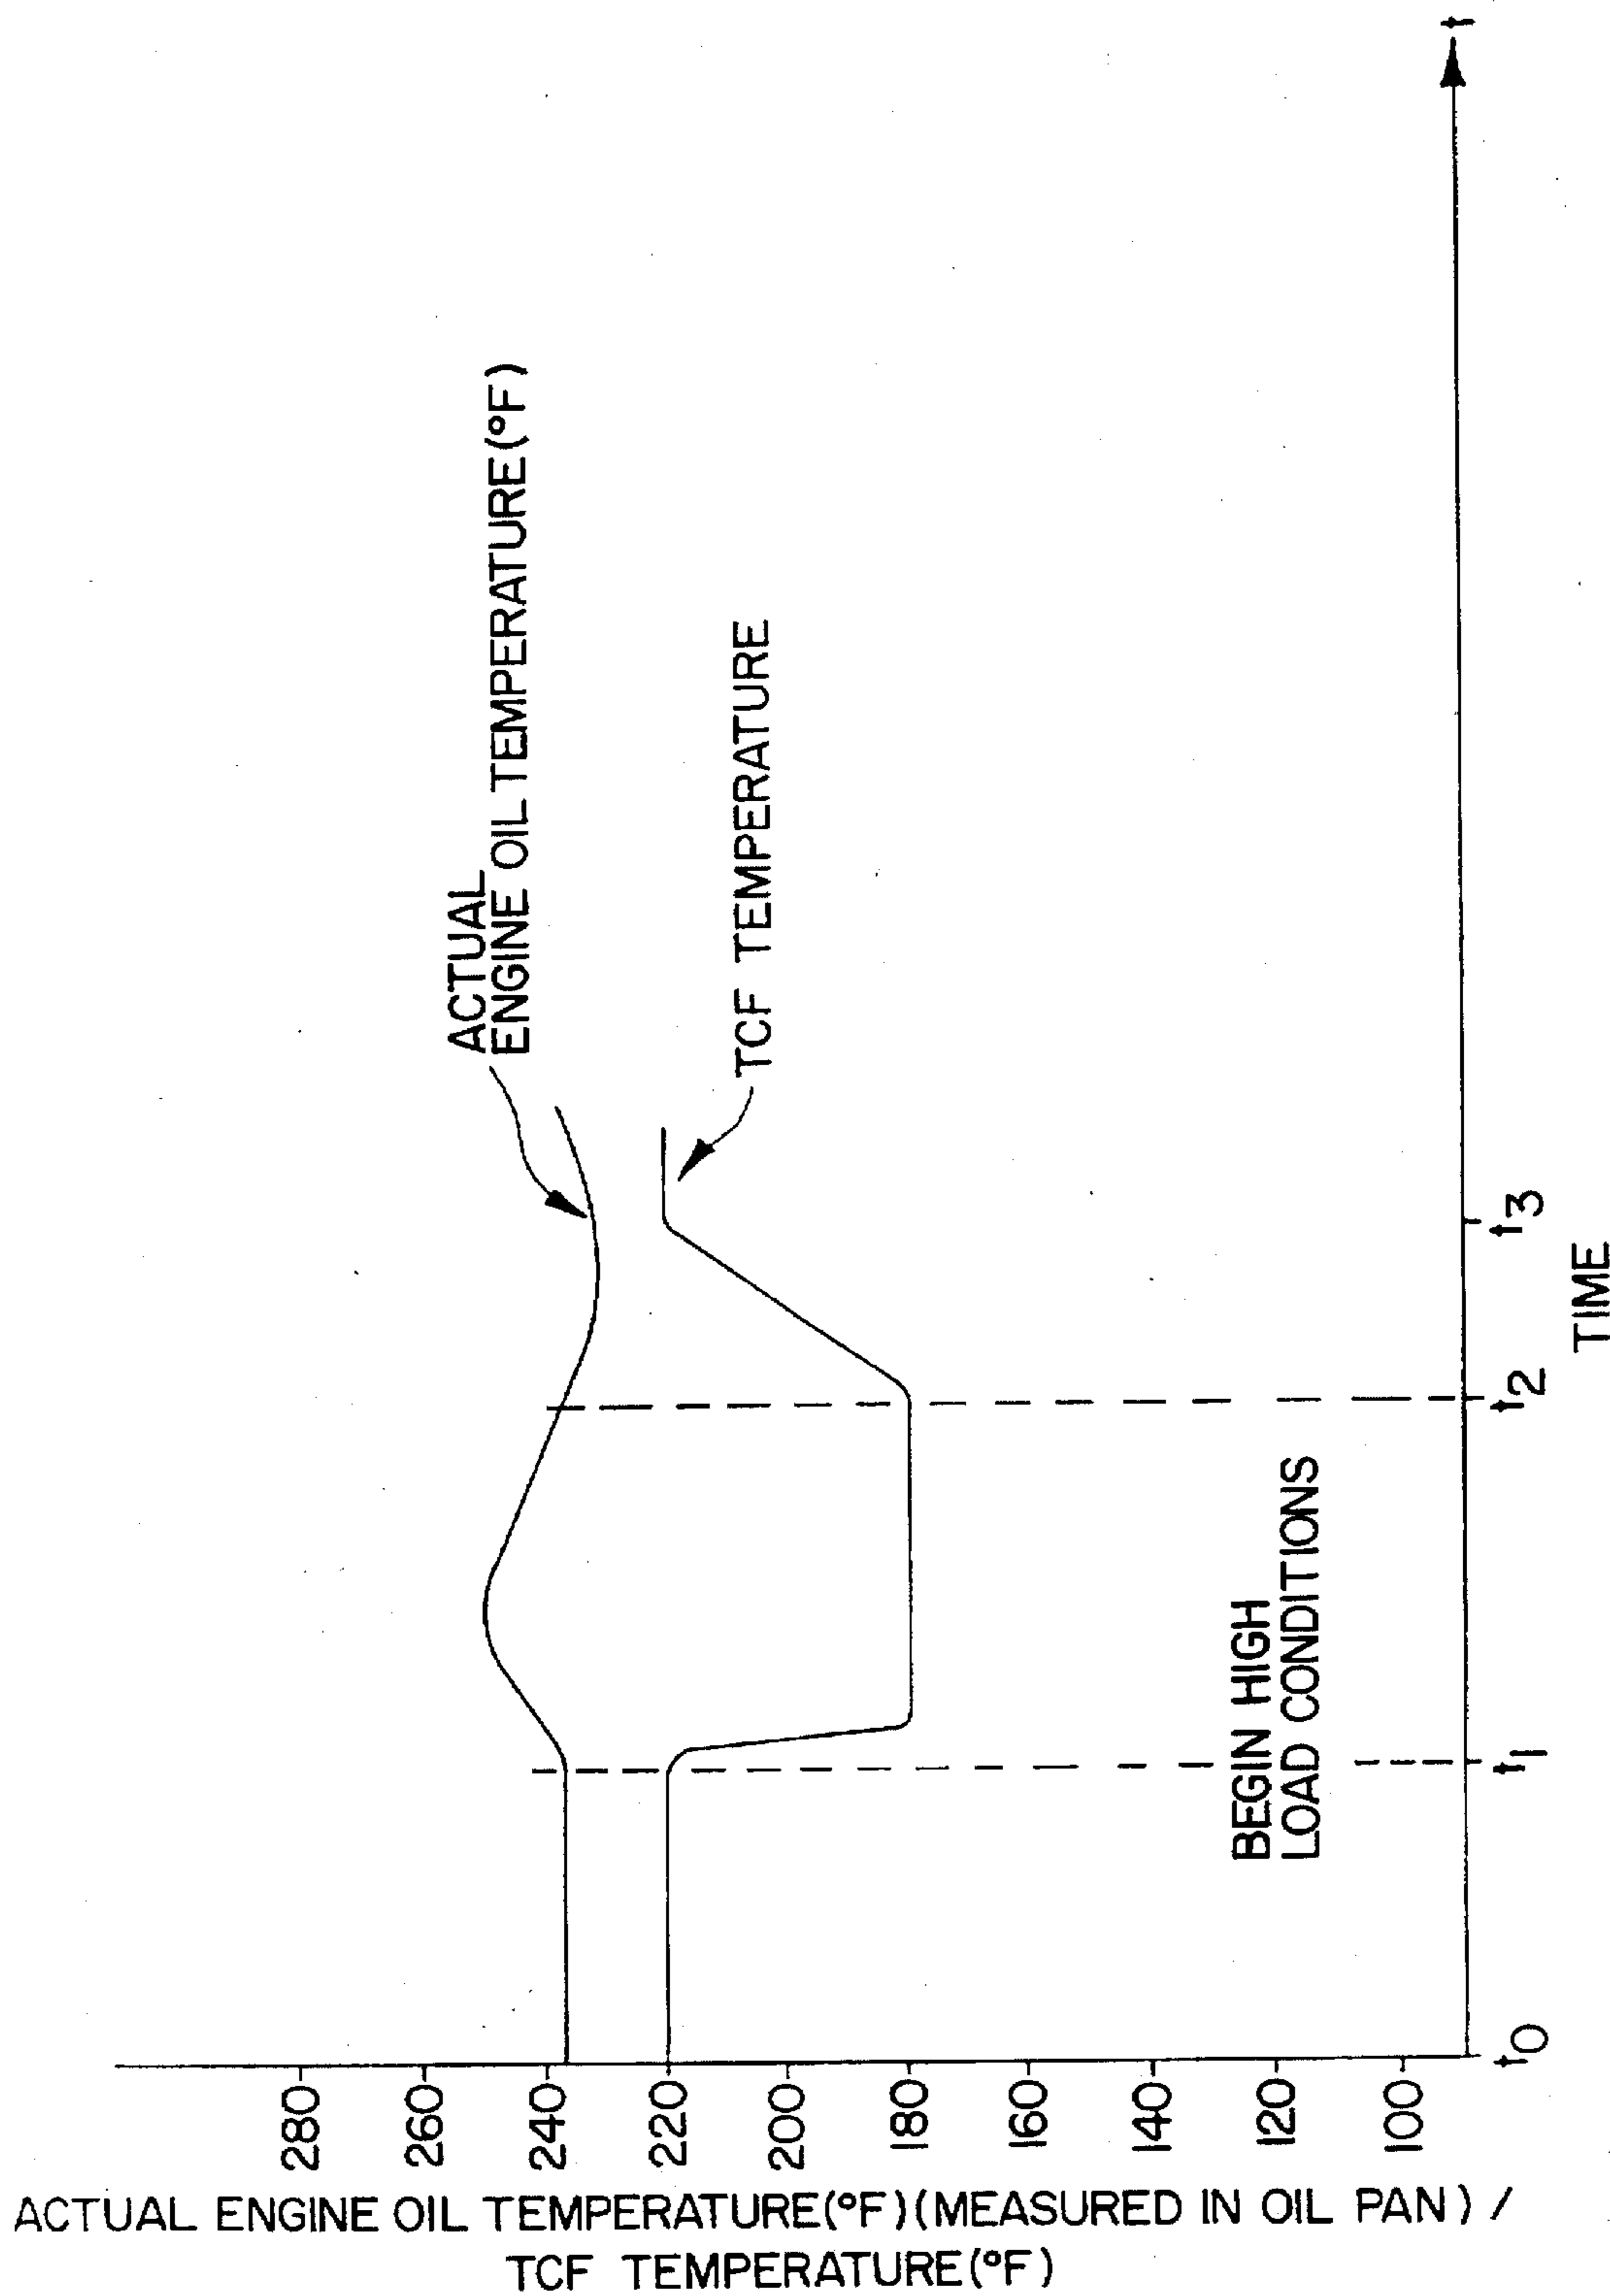 ACTUAL ENGINE OIL TEMPERATURE(°F)(MEASURED IN OIL PAN) /
TCF TEMPERATURE(°F)
280
260
240
220
200
180
160
140
120
100
ACTUAL
ENGINE OIL TEMPERATURE(°F)
TCF TEMPERATURE
BEGIN HIGH
LOAD CONDITIONS
t0
t1
t2
t3
t
TIME